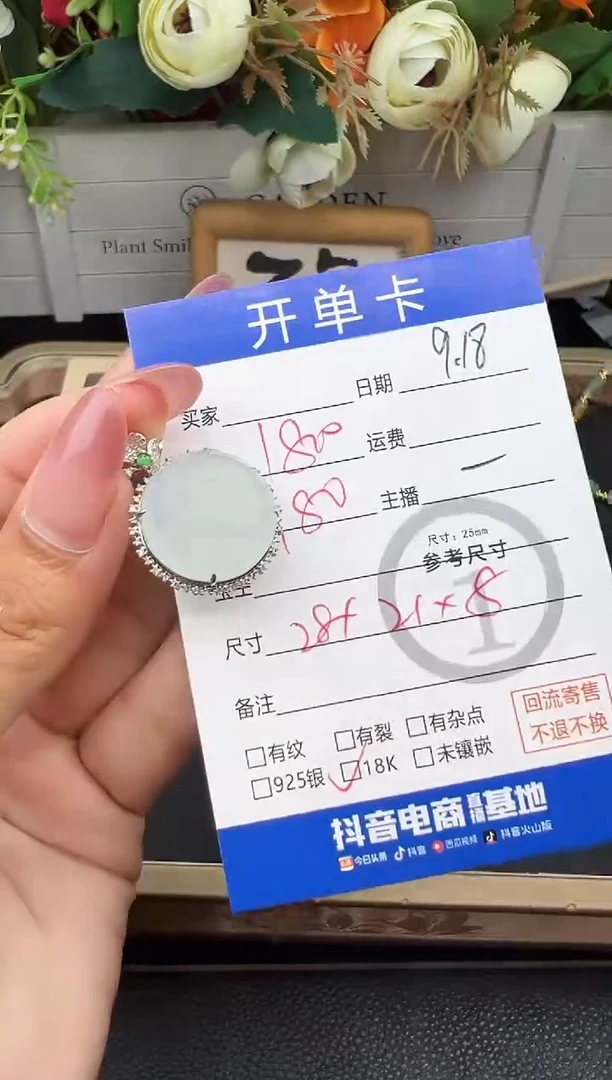 GARDEN
Plant Smil
ove
开单卡
买家
日期 9.18
1800
运费
180
主播
尺寸：25mm
参考尺寸
1
尺寸 28+ 21×8
备注
回流寄售
不退不换
□有纹 □有裂 □有杂点
□925银 ☑18K □未镶嵌
抖音电商直播基地
今日头条 抖音 西瓜视频 抖音火山版